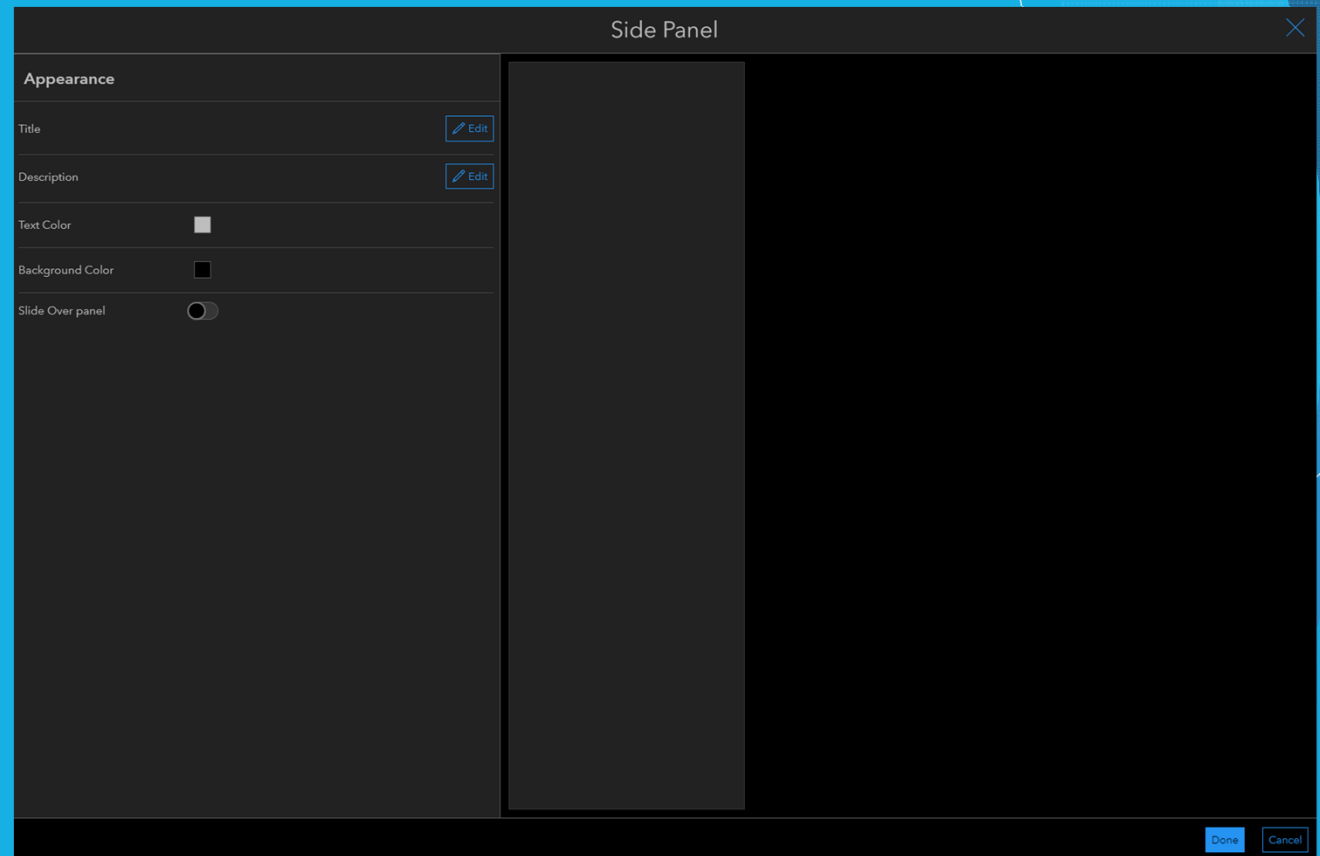 Side Panel
Appearance
Title
Edit
Description
Edit
Text Color
Background Color
Slide Over panel
Done
Cancel